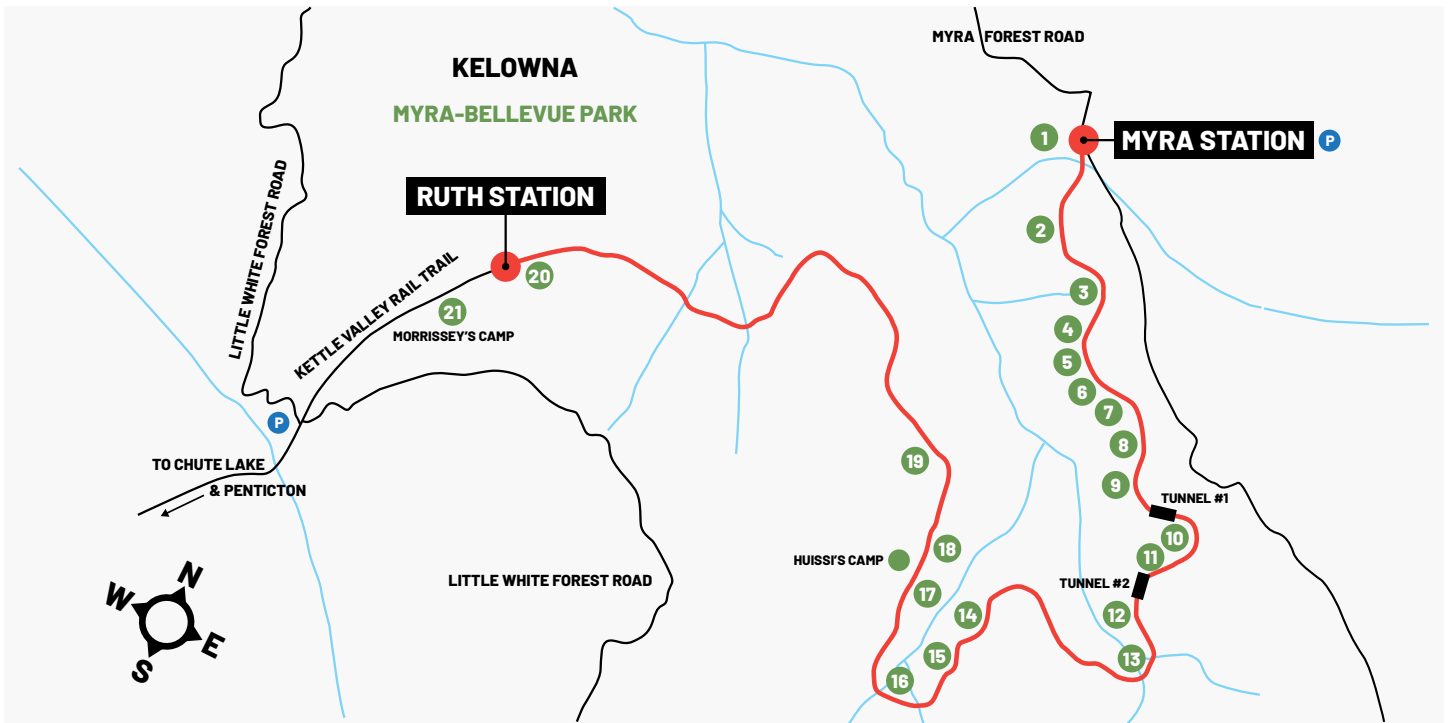 MYRA FOREST ROAD
KELOWNA
MYRA-BELLEVUE PARK
1
MYRA STATION
P
LITTLE WHITE FOREST ROAD
RUTH STATION
2
KETTLE VALLEY RAIL TRAIL
20
21
MORRISSEY'S CAMP
3
4
5
6
7
8
9
P
TO CHUTE LAKE
& PENTICTON
19
TUNNEL #1
10
11
18
HUISSI'S CAMP
TUNNEL #2
LITTLE WHITE FOREST ROAD
17
14
12
15
13
16
N
W
E
S